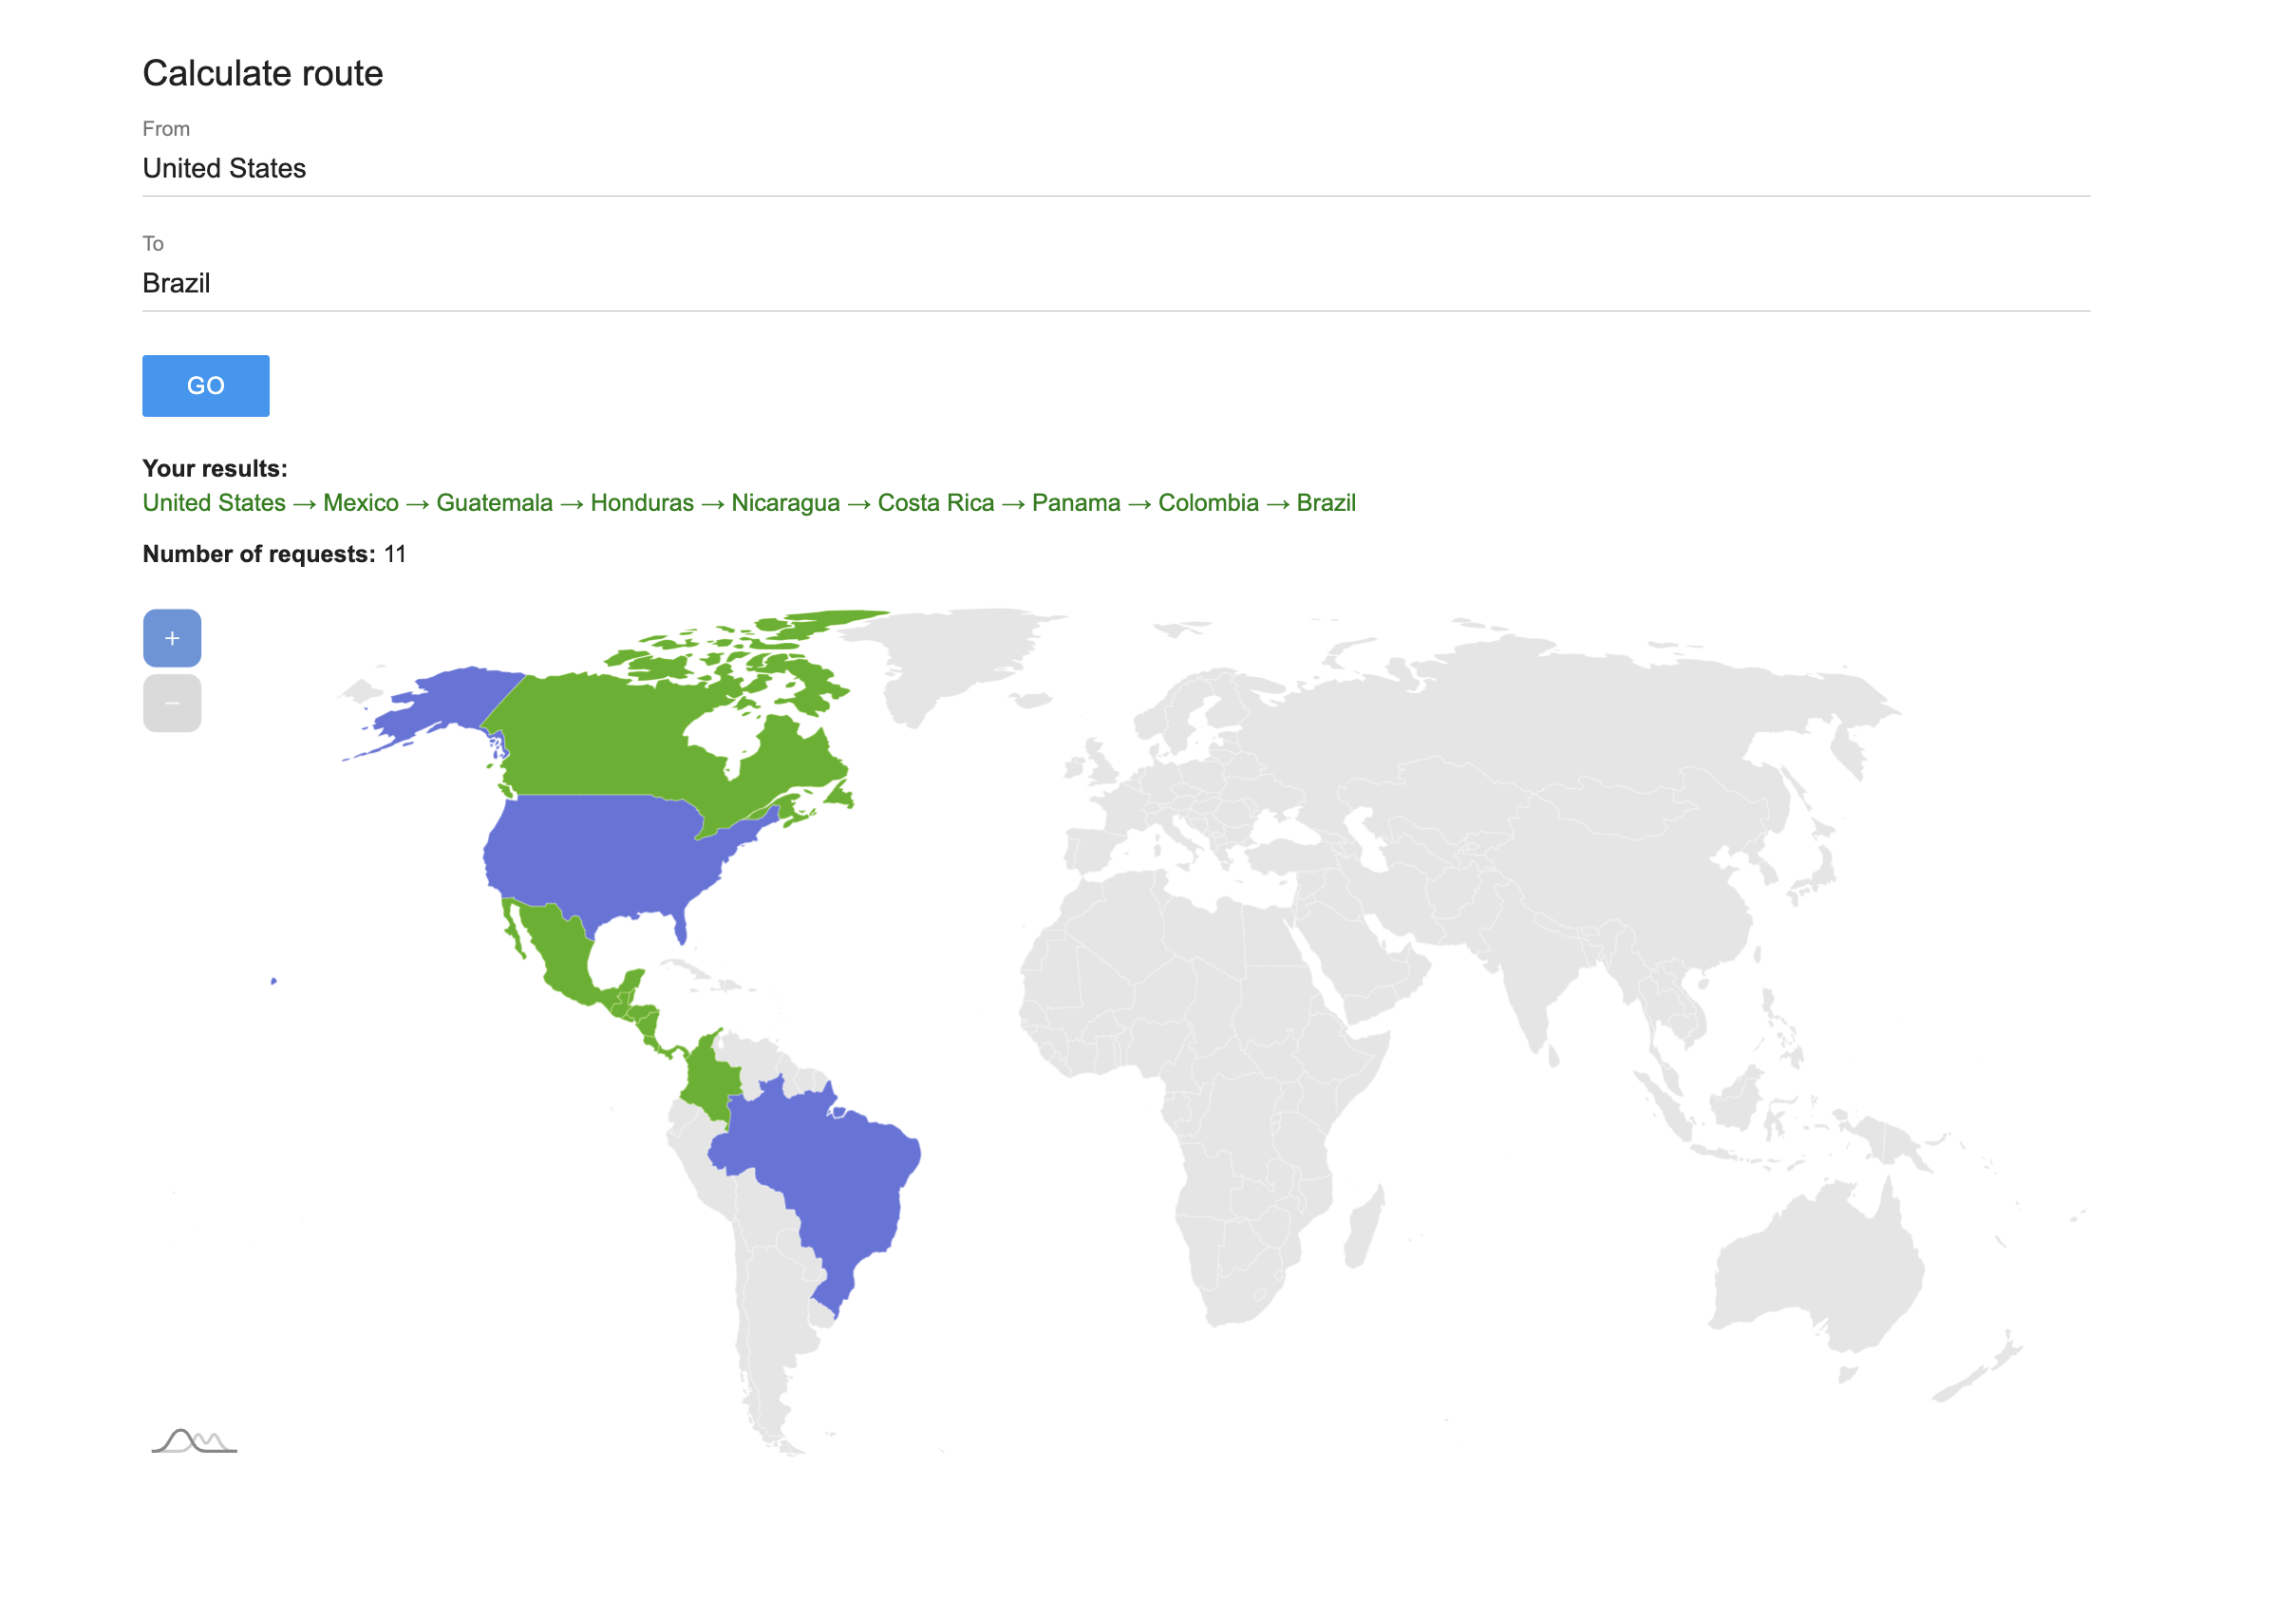 Calculate route
From
United States
To
Brazil
GO
Your results:
United States → Mexico → Guatemala → Honduras → Nicaragua → Costa Rica → Panama → Colombia → Brazil
Number of requests: 11
+
−